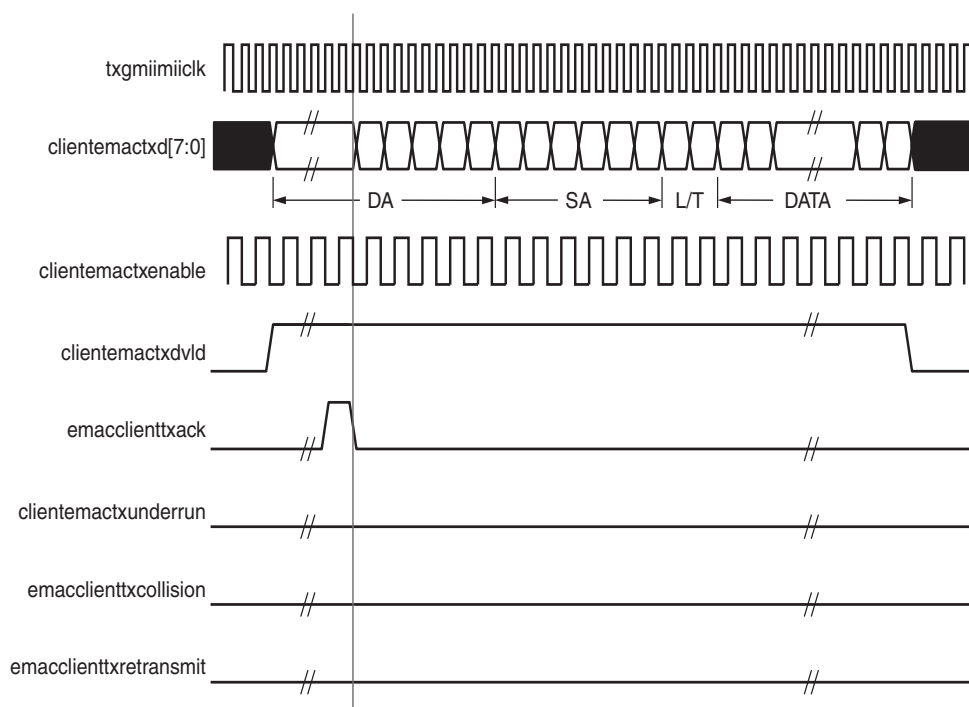 txgmiimiiclk
clientemactxd[7:0]
DA SA L/T DATA
clientemactxenable
clientemactxdvld
emacclienttxack
clientemactxunderrun
emacclienttxcollision
emacclienttxretransmit